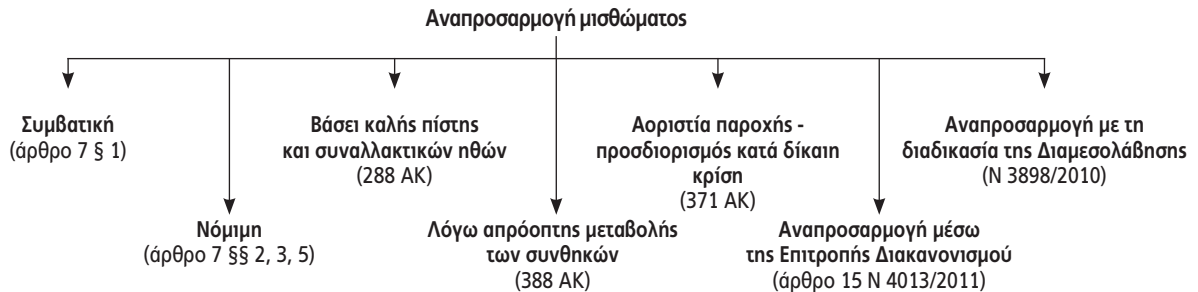 Αναπροσαρμογή μισθώματος
Συμβατική
(άρθρο 7 § 1)
Νόμιμη
(άρθρο 7 §§ 2, 3, 5)
Βάσει καλής πίστης
και συναλλακτικών ηθών
(288 ΑΚ)
Λόγω απρόοπτης μεταβολής
των συνθηκών
(388 ΑΚ)
Αοριστία παροχής -
προσδιορισμός κατά δίκαιη
κρίση
(371 ΑΚ)
Αναπροσαρμογή μέσω
της Επιτροπής Διακανονισμού
(άρθρο 15 Ν 4013/2011)
Αναπροσαρμογή με τη
διαδικασία της Διαμεσολάβησης
(Ν 3898/2010)